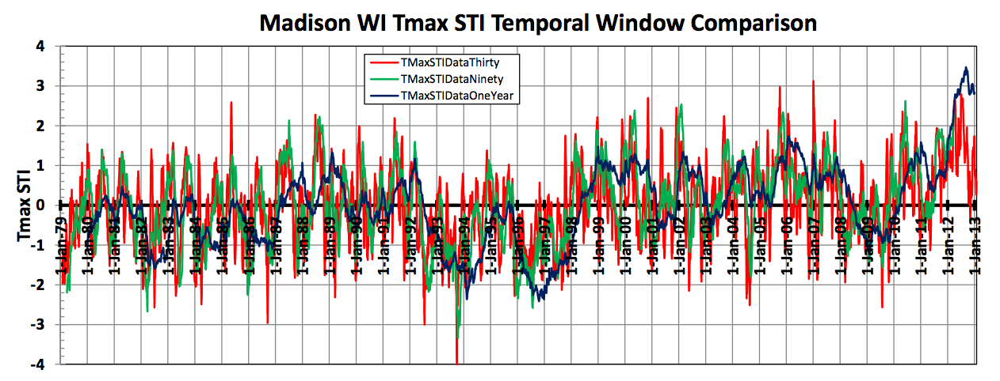 Madison WI Tmax STI Temporal Window Comparison
Tmax STI
4
3
2
1
0
-1
-2
-3
-4
TMaxSTIDataThirty
TMaxSTIDataNinety
TMaxSTIDataOneYear
1-Jan-79
1-Jan-80
1-Jan-81
1-Jan-82
1-Jan-83
1-Jan-84
1-Jan-85
1-Jan-86
1-Jan-87
1-Jan-88
1-Jan-89
1-Jan-90
1-Jan-91
1-Jan-92
1-Jan-93
1-Jan-94
1-Jan-95
1-Jan-96
1-Jan-97
1-Jan-98
1-Jan-99
1-Jan-00
1-Jan-01
1-Jan-02
1-Jan-03
1-Jan-04
1-Jan-05
1-Jan-06
1-Jan-07
1-Jan-08
1-Jan-09
1-Jan-10
1-Jan-11
1-Jan-12
1-Jan-13